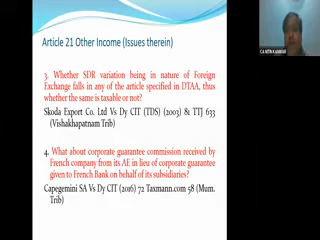 Article 21 Other Income (Issues therein)
3. Whether SDR variation being in nature of Foreign
Exchange falls in any of the article specified in DTAA, thus
whether the same is taxable or not?
Skoda Export Co. Ltd Vs Dy CIT (TDS) (2003) 81 TTJ 633
(Vishakhapatnam Trib)
4. What about corporate guarantee commission received by
French company from its AE in lieu of corporate guarantee
given to French Bank on behalf of its subsidiaries?
Capegemini SA Vs Dy CIT (2016) 72 Taxmann.com 58 (Mum.
Trib)